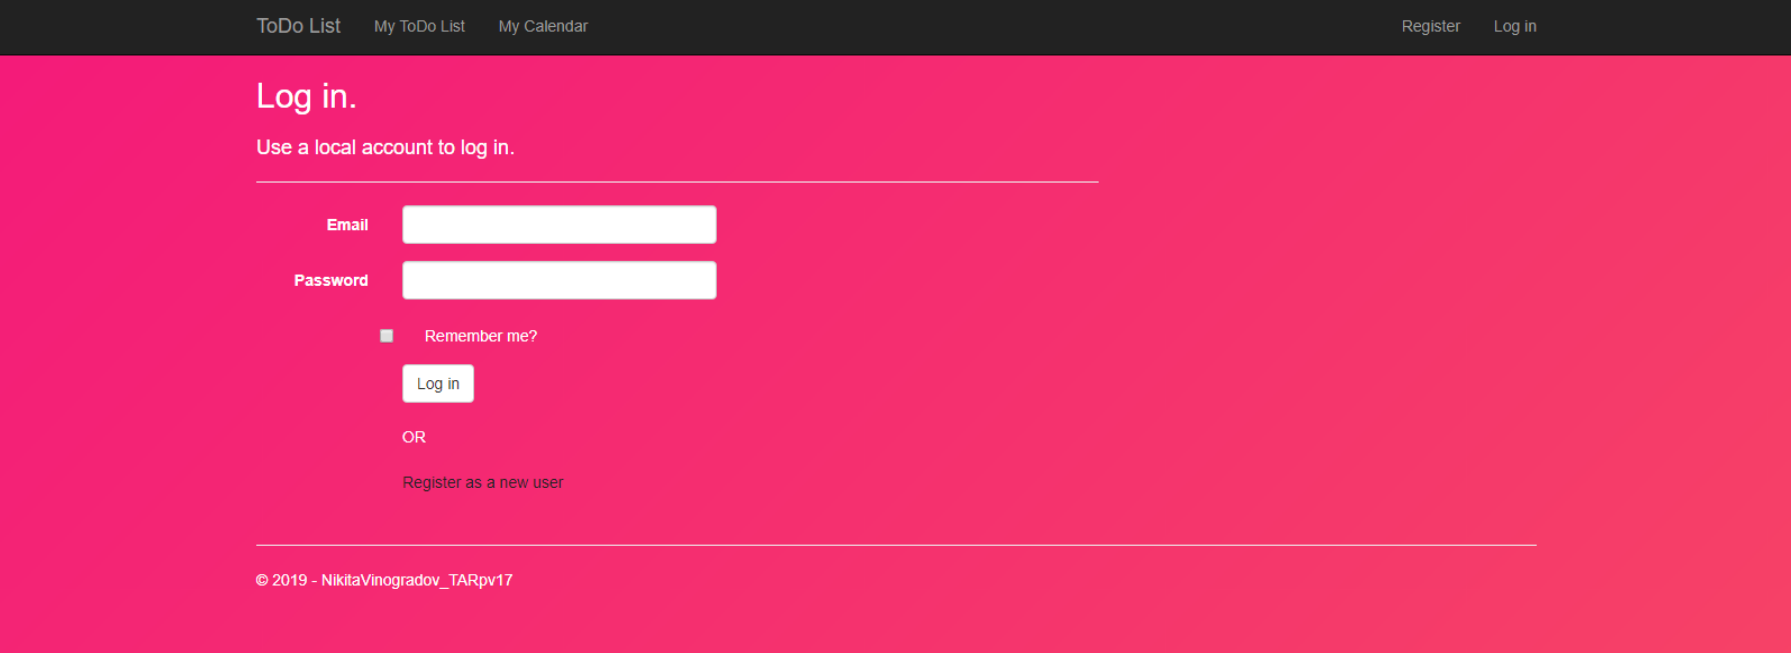 ToDo List My ToDo List My Calendar Register Log in
Log in.
Use a local account to log in.
Email
Password
Remember me?
Log in
OR
Register as a new user
© 2019 - NikitaVinogradov_TARpv17